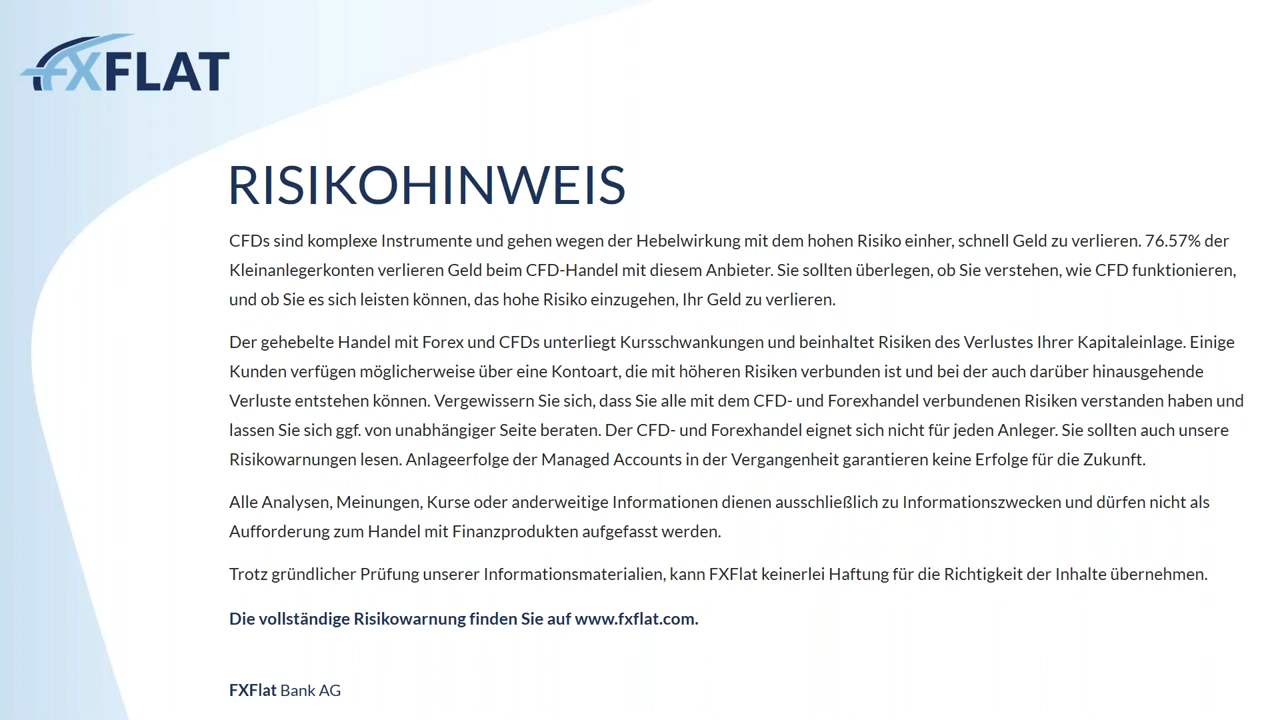 FXFLAT
RISIKOHINWEIS
CFDs sind komplexe Instrumente und gehen wegen der Hebelwirkung mit dem hohen Risiko einher, schnell Geld zu verlieren. 76.57% der
Kleinanlegerkonten verlieren Geld beim CFD-Handel mit diesem Anbieter. Sie sollten überlegen, ob Sie verstehen, wie CFD funktionieren,
und ob Sie es sich leisten können, das hohe Risiko einzugehen, Ihr Geld zu verlieren.
Der gehebelte Handel mit Forex und CFDs unterliegt Kursschwankungen und beinhaltet Risiken des Verlustes Ihrer Kapitaleinlage. Einige
Kunden verfügen möglicherweise über eine Kontoart, die mit höheren Risiken verbunden ist und bei der auch darüber hinausgehende
Verluste entstehen können. Vergewissern Sie sich, dass Sie alle mit dem CFD- und Forexhandel verbundenen Risiken verstanden haben und
lassen Sie sich ggf. von unabhängiger Seite beraten. Der CFD- und Forexhandel eignet sich nicht für jeden Anleger. Sie sollten auch unsere
Risikowarnungen lesen. Anlageerfolge der Managed Accounts in der Vergangenheit garantieren keine Erfolge für die Zukunft.
Alle Analysen, Meinungen, Kurse oder anderweitige Informationen dienen ausschließlich zu Informationszwecken und dürfen nicht als
Aufforderung zum Handel mit Finanzprodukten aufgefasst werden.
Trotz gründlicher Prüfung unserer Informationsmaterialien, kann FXFlat keinerlei Haftung für die Richtigkeit der Inhalte übernehmen.
Die vollständige Risikowarnung finden Sie auf www.fxflat.com.
FXFlat Bank AG